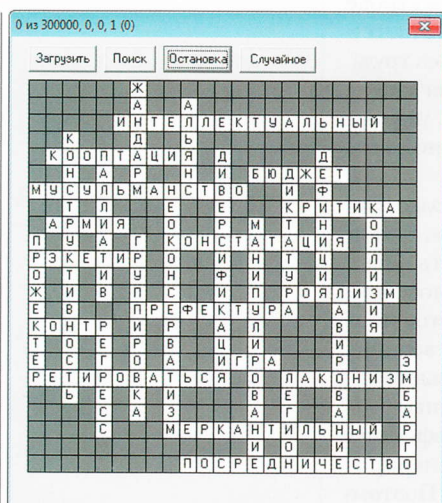 0 из 300000, 0, 0, 1 (0)
Загрузить Поиск Остановка Случайное
Ж
А А
ИНТЕЛЛЕКТУАЛЬНЫЙ
К Д Ь
КООПТАЦИЯ Д Д
Н А Р Н И БЮДЖЕТ
МУСУЛЬМАНСТВО И Ф
Т Л Е Е КРИТИКА
АРМИЯ О Р М Т Н О
П У А Г КОНСТАТАЦИЯ Л
РЭКЕТИР О И Н Ц Л
О Т И У Н Ф У И И
Ж И В П С И П РОЯЛИЗМ
Е В ПРЕФЕКТУРА А И
КОНТР И Р А Л В Я
Т О Е Р В Ц И
Ё С Г О А ИГРА Р Э
РЕТИРОВАТЬСЯ О ЛАКОНИЗМ
Ь Е К И В Е В А Б
С А З А Г А А
С МЕРКАНТИЛЬНЫЙ Р
И О И Г
ПОСРЕДНИЧЕСТВО